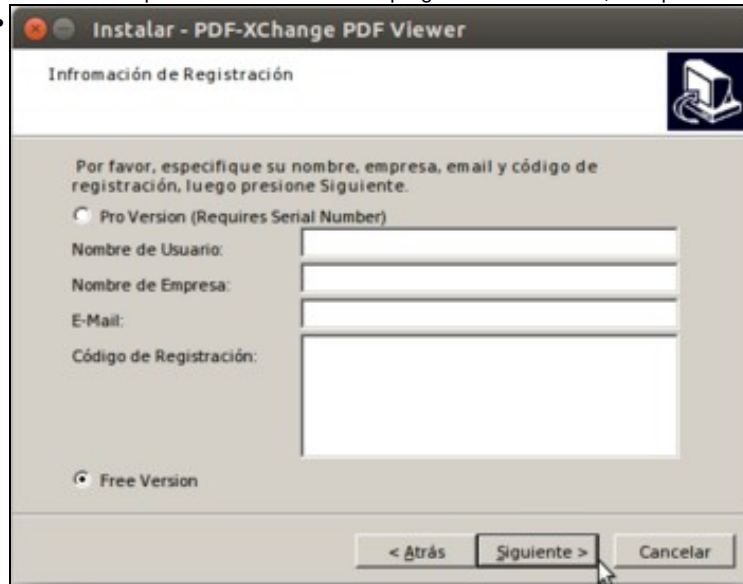 Instalar - PDF-XChange PDF Viewer
Infromación de Registración
Por favor, especifique su nombre, empresa, email y código de
registración, luego presione Siguiente.
Pro Version (Requires Serial Number)
Nombre de Usuario:
Nombre de Empresa:
E-Mail:
Código de Registración:
Free Version
< Atrás
Siguiente >
Cancelar